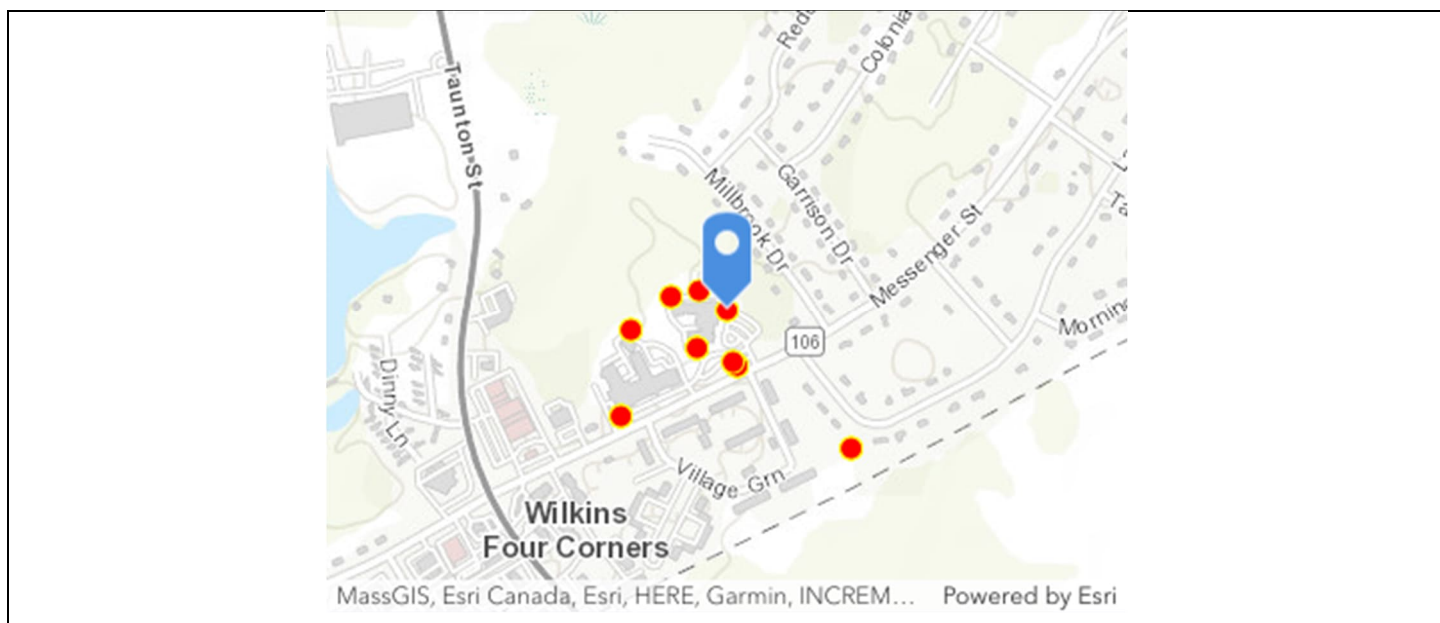 Taunton St
Colonia
Millbrook Dr
Garrison Dr
Messenger St
106
Dinny Ln
Village Grn
Wilkins
Four Corners
MassGIS, Esri Canada, Esri, HERE, Garmin, INCREM... Powered by Esri